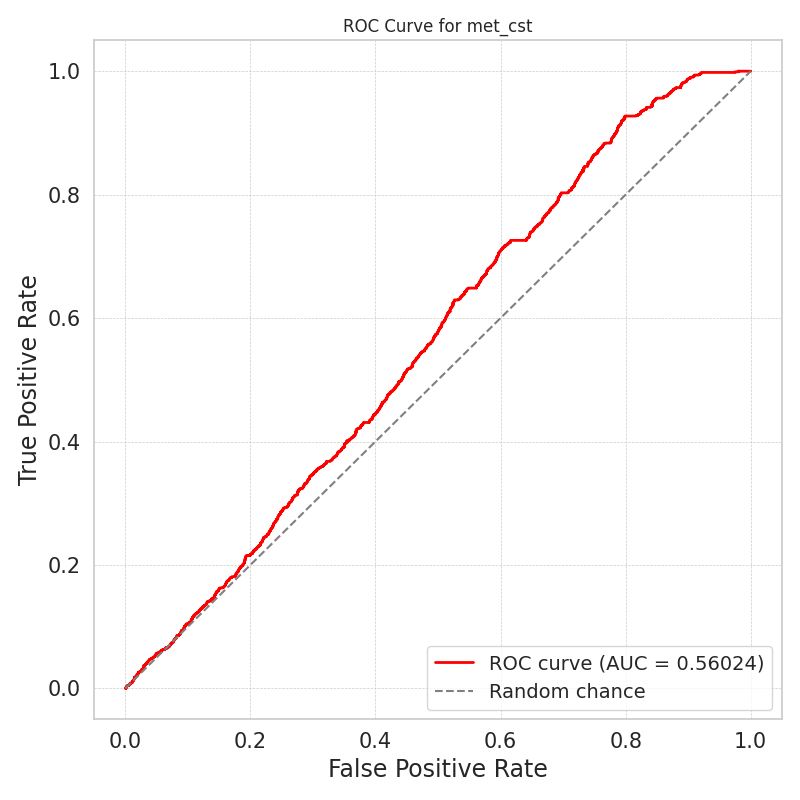 ROC Curve for met_cst
1.0
0.8
0.6
0.4
0.2
0.0
True Positive Rate
ROC curve (AUC = 0.56024)
Random chance
0.0 0.2 0.4 0.6 0.8 1.0
False Positive Rate